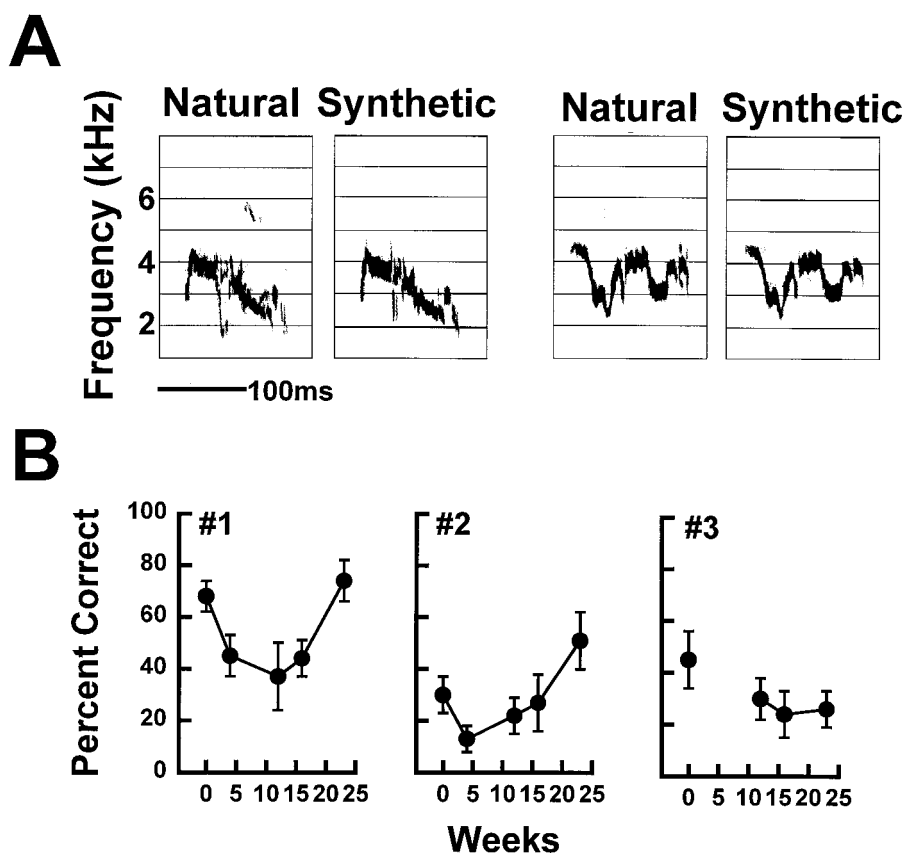 A
Natural Synthetic Natural Synthetic
Frequency (kHz)
6
4
2
100ms
B
Percent Correct
100
80
60
40
20
0
#1 #2 #3
0 5 10 15 20 25 0 5 10 15 20 25 0 5 10 15 20 25
Weeks